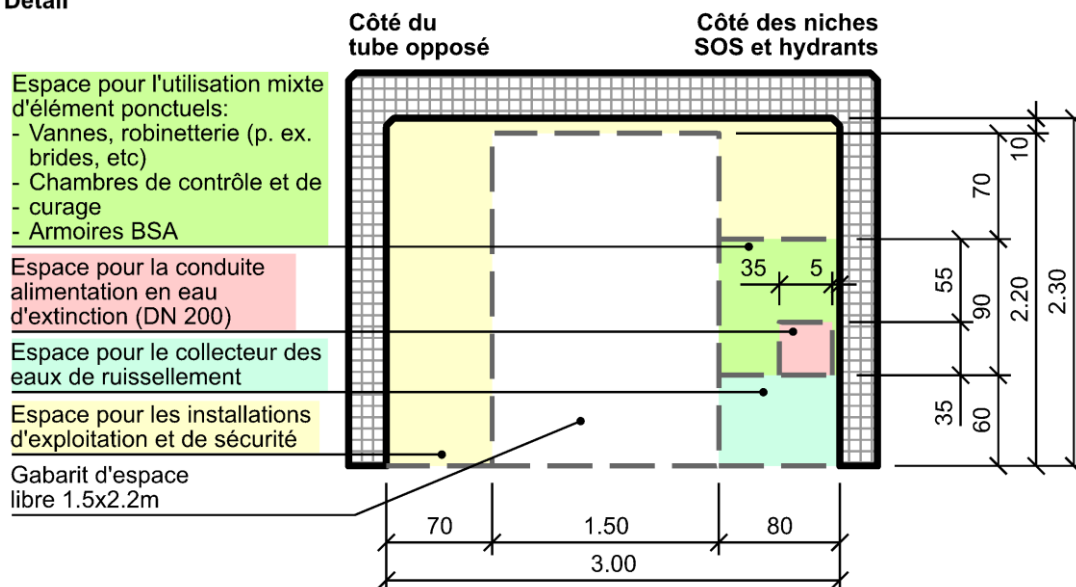 Détail
Côté du
tube opposé
Côté des niches
SOS et hydrants
Espace pour l'utilisation mixte
d'élément ponctuels:
- Vannes, robinetterie (p. ex.
brides, etc)
- Chambres de contrôle et de
- curage
- Armoires BSA
Espace pour la conduite
alimentation en eau
d'extinction (DN 200)
Espace pour le collecteur des
eaux de ruissellement
Espace pour les installations
d'exploitation et de sécurité
Gabarit d'espace
libre 1.5x2.2m
35
5
10
70
55
90
2.20
2.30
35
60
70
1.50
80
3.00